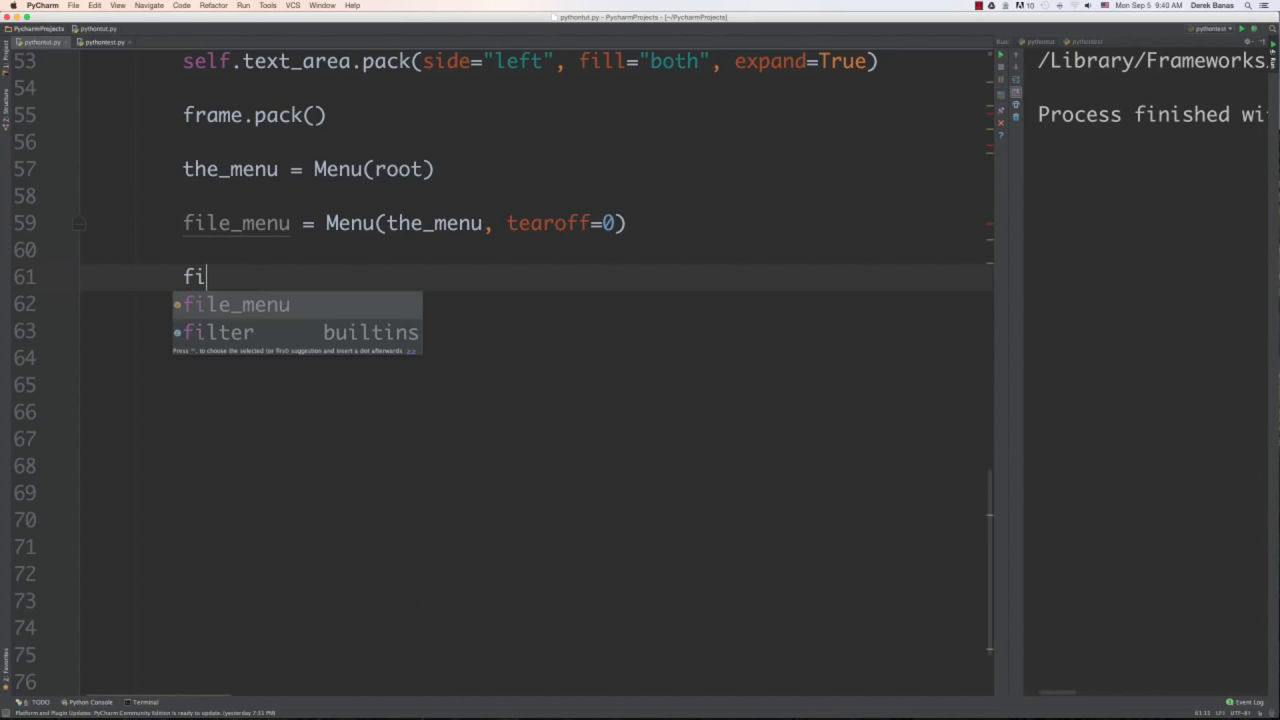 PyCharm File Edit View Navigate Code Refactor Run Tools VCS Window Help
10 Mon Sep 5 9:40 AM Derek Banas
pythontut.py - PycharmProjects - [~/PycharmProjects]
PycharmProjects pythontut.py pythontest
pythontut.py pythontest.py Run: pythontut pythontest
53 self.text_area.pack(side="left", fill="both", expand=True)
54
55 frame.pack()
56
57 the_menu = Menu(root)
58
59 file_menu = Menu(the_menu, tearoff=0)
60
61 fi
62 file_menu
63 filter builtins
Press ^. to choose the selected (or first) suggestion and insert a dot afterwards >>
64
65
66
67
68
69
70
71
72
73
74
75
76
/Library/Frameworks
Process finished wi
1: Project
7: Structure
2: Favorites
Run
6: TODO Python Console Terminal Event Log
Platform and Plugin Updates: PyCharm Community Edition is ready to update. (yesterday 7:51 PM) 61:11 LF÷ UTF-8÷